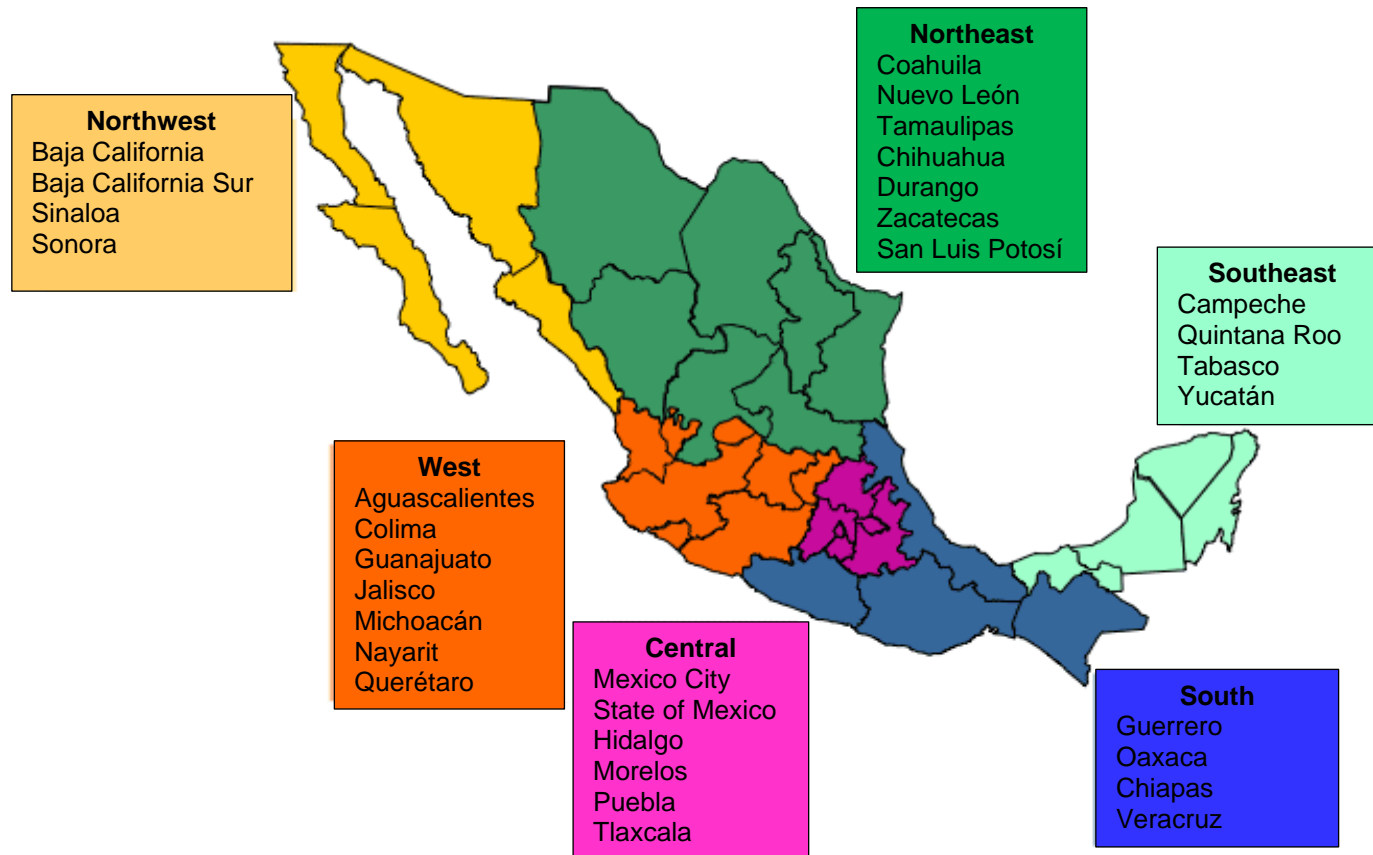 Northwest
Baja California
Baja California Sur
Sinaloa
Sonora
Northeast
Coahuila
Nuevo León
Tamaulipas
Chihuahua
Durango
Zacatecas
San Luis Potosí
Southeast
Campeche
Quintana Roo
Tabasco
Yucatán
West
Aguascalientes
Colima
Guanajuato
Jalisco
Michoacán
Nayarit
Querétaro
Central
Mexico City
State of Mexico
Hidalgo
Morelos
Puebla
Tlaxcala
South
Guerrero
Oaxaca
Chiapas
Veracruz